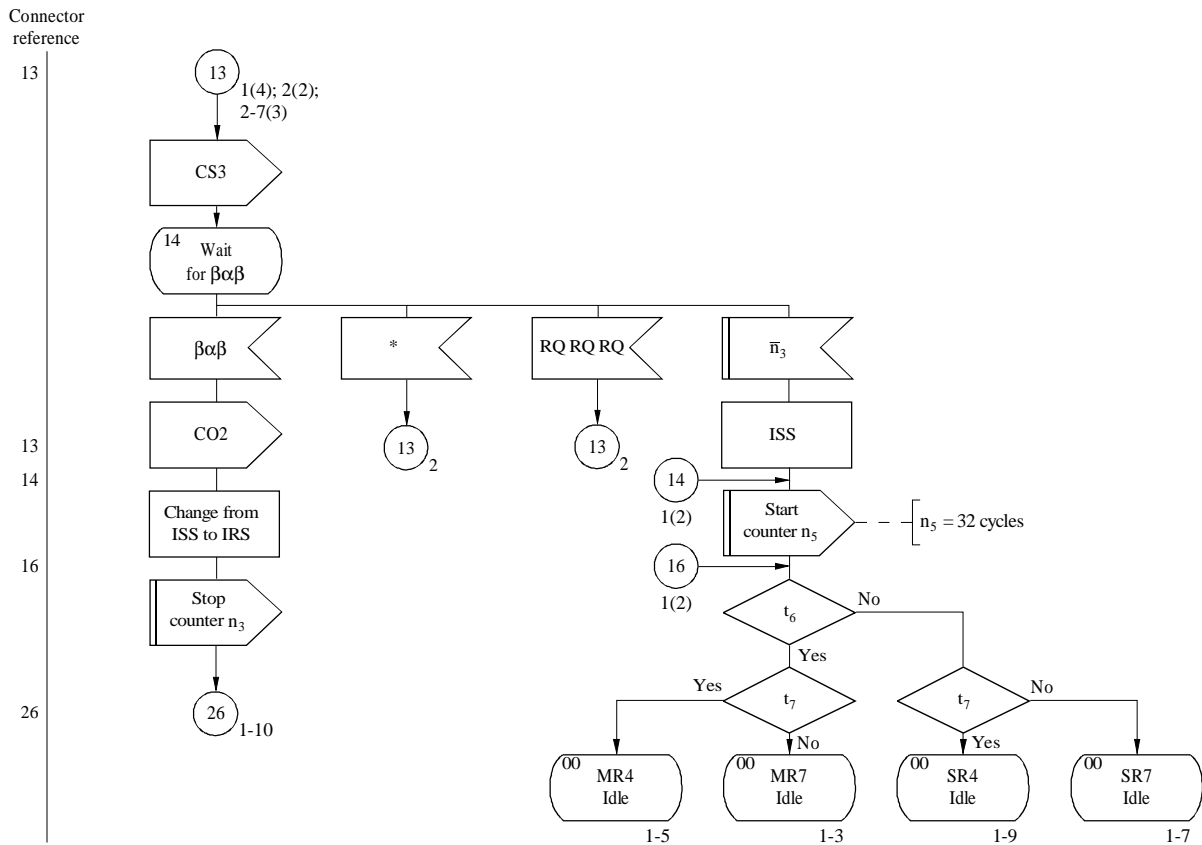 Connector
reference
13
13
1(4); 2(2);
2-7(3)
CS3
14
Wait
for βαβ
βαβ
*
RQ RQ RQ
n̅₃
CO2
13
2
13
2
ISS
13
14
14
1(2)
Change from
ISS to IRS
Start
counter n₅
n₅ = 32 cycles
16
16
1(2)
Stop
counter n₃
t₆
No
Yes
26
26
1-10
Yes
t₇
No
t₇
No
Yes
00
MR4
Idle
1-5
00
MR7
Idle
1-3
00
SR4
Idle
1-9
00
SR7
Idle
1-7